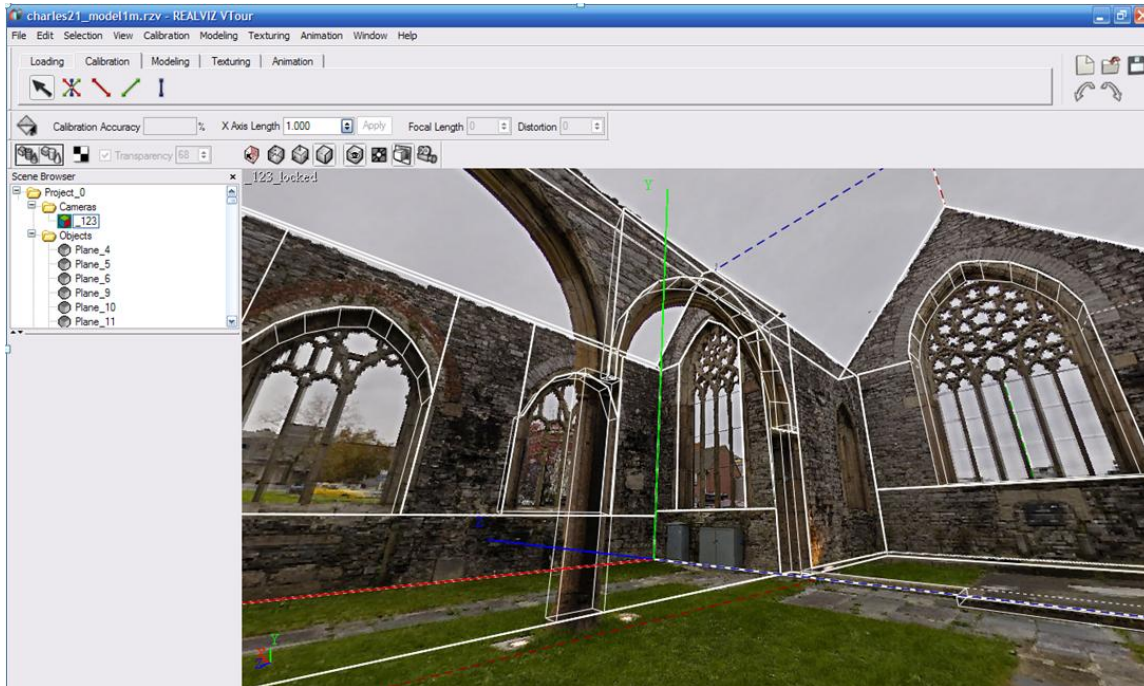 charles21_model1m.rzv - REALVIZ VTour
File Edit Selection View Calibration Modeling Texturing Animation Window Help
Loading Calibration Modeling Texturing Animation
Calibration Accuracy % X Axis Length 1.000 Apply Focal Length 0 Distortion 0
Transparency 68
Scene Browser x
_123_locked
Project_0
Cameras
_123
Objects
Plane_4
Plane_5
Plane_6
Plane_9
Plane_10
Plane_11
Y
Z
Y